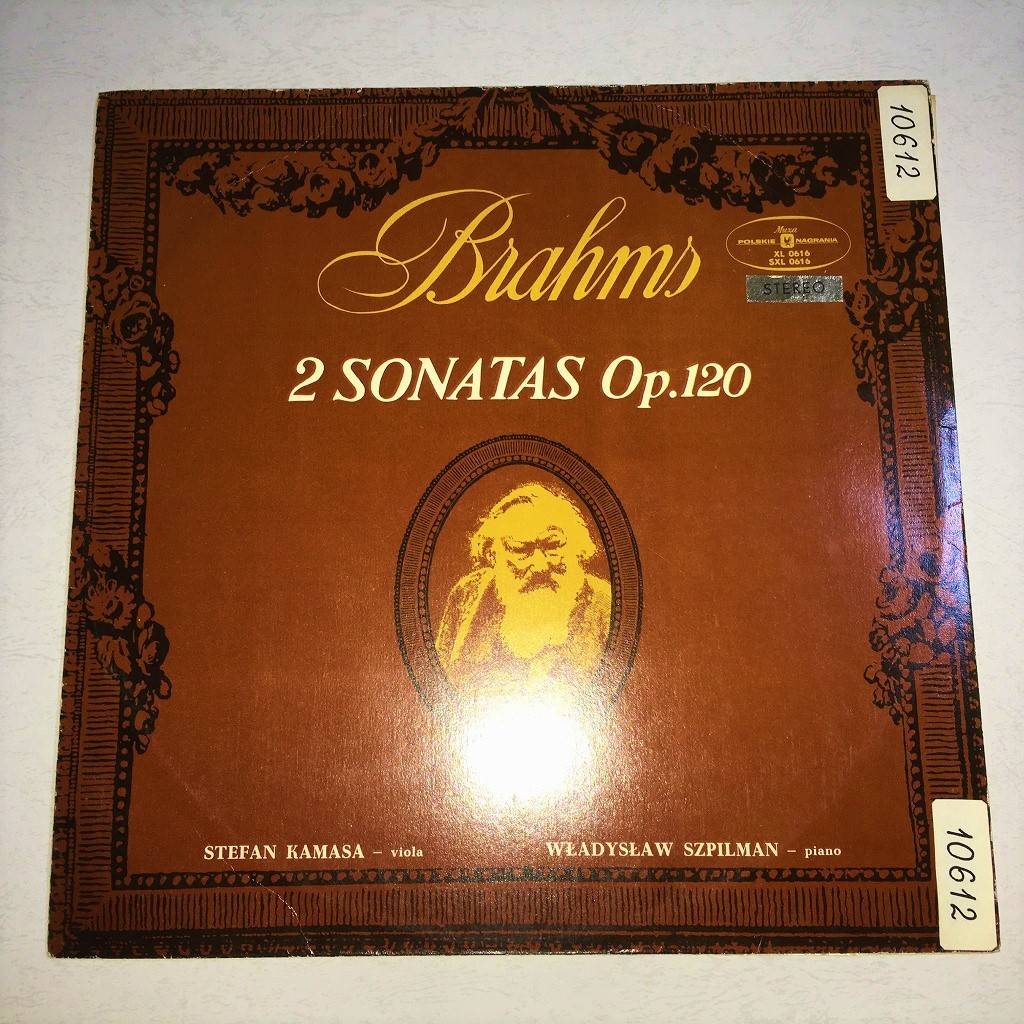 10612
Brahms
Muza
POLSKIE NAGRANIA
XL 0616
SXL 0616
STEREO
2 SONATAS Op.120
STEFAN KAMASA – viola
WŁADYSŁAW SZPILMAN – piano
10612